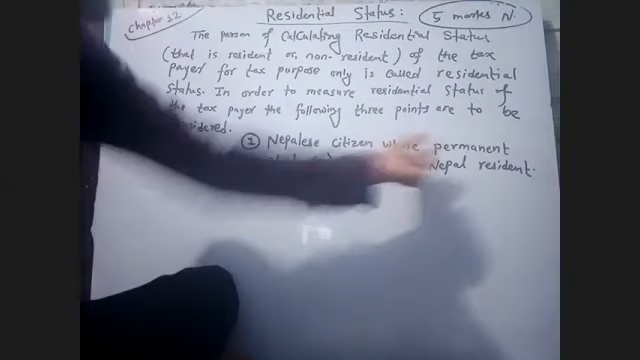 Chapter 12
Residential Status:
5 marks N.
The person of Calculating Residential Status
(that is resident or non-resident) of the tax
payer for tax purpose only is called residential
Status. In order to measure residential Status of
the tax payer the following three points are to be
① Nepalese citizen permanent
Nepal resident.